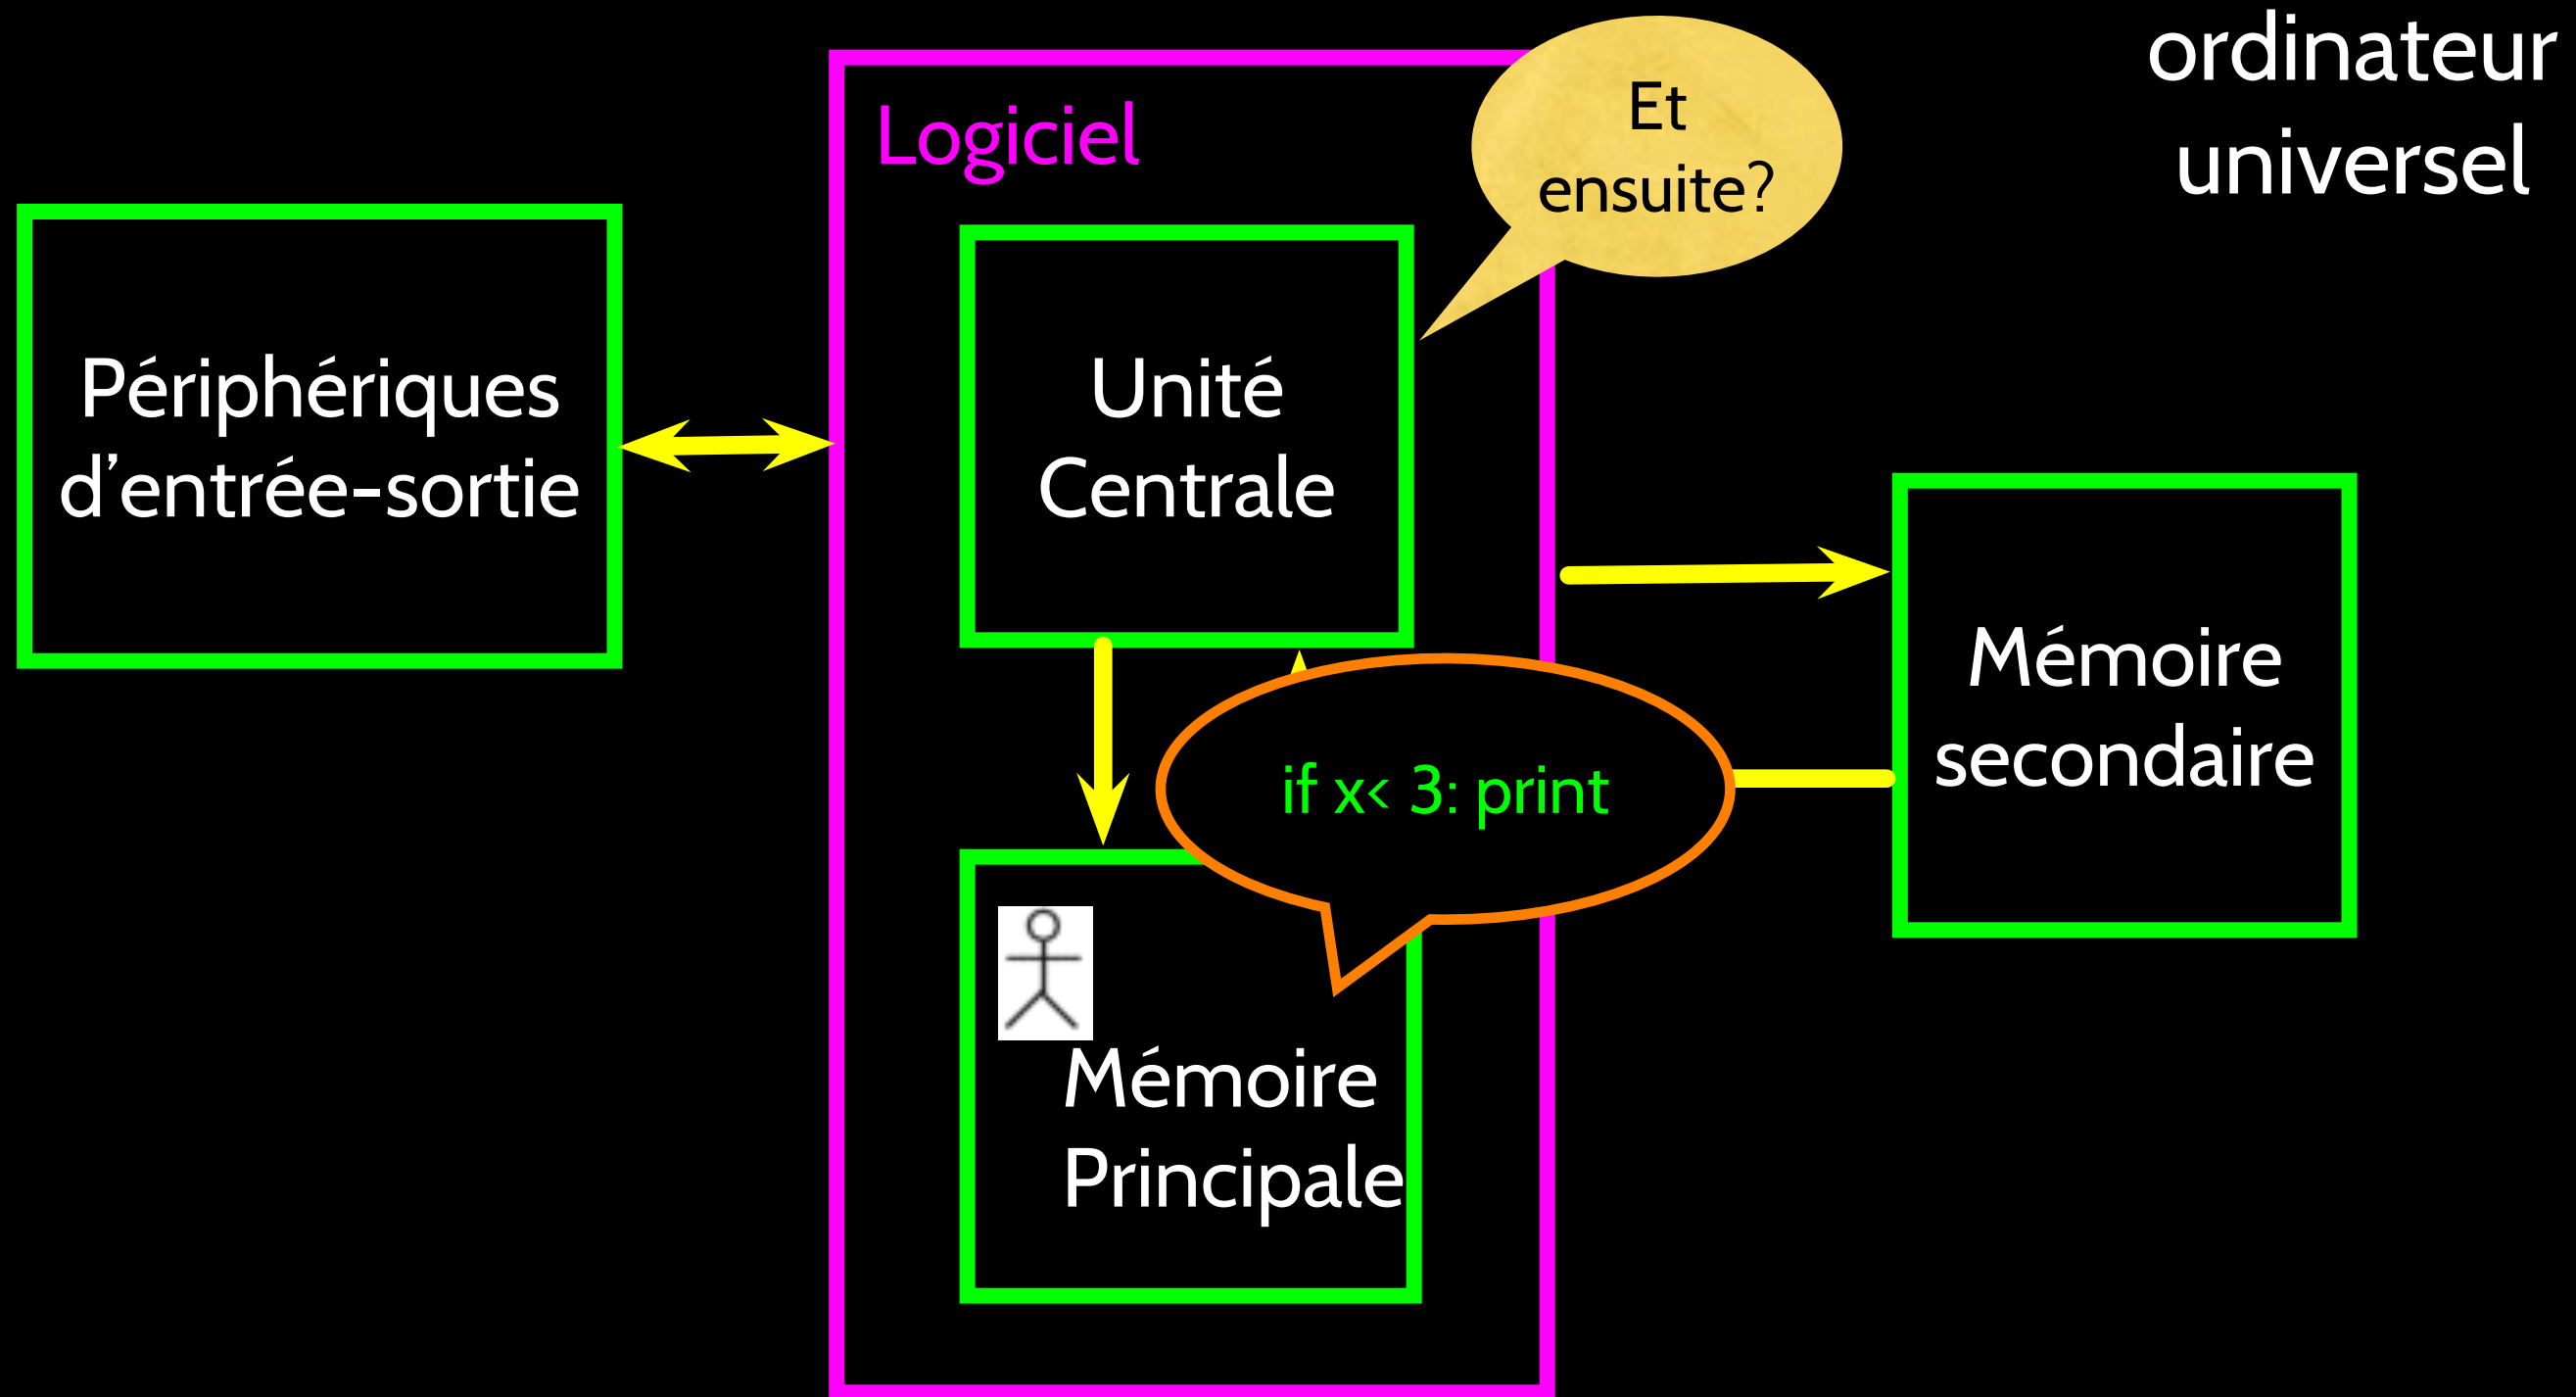 ordinateur
universel
Logiciel
Et
ensuite?
Périphériques
d’entrée-sortie
Unité
Centrale
Mémoire
secondaire
if x< 3: print
Mémoire
Principale